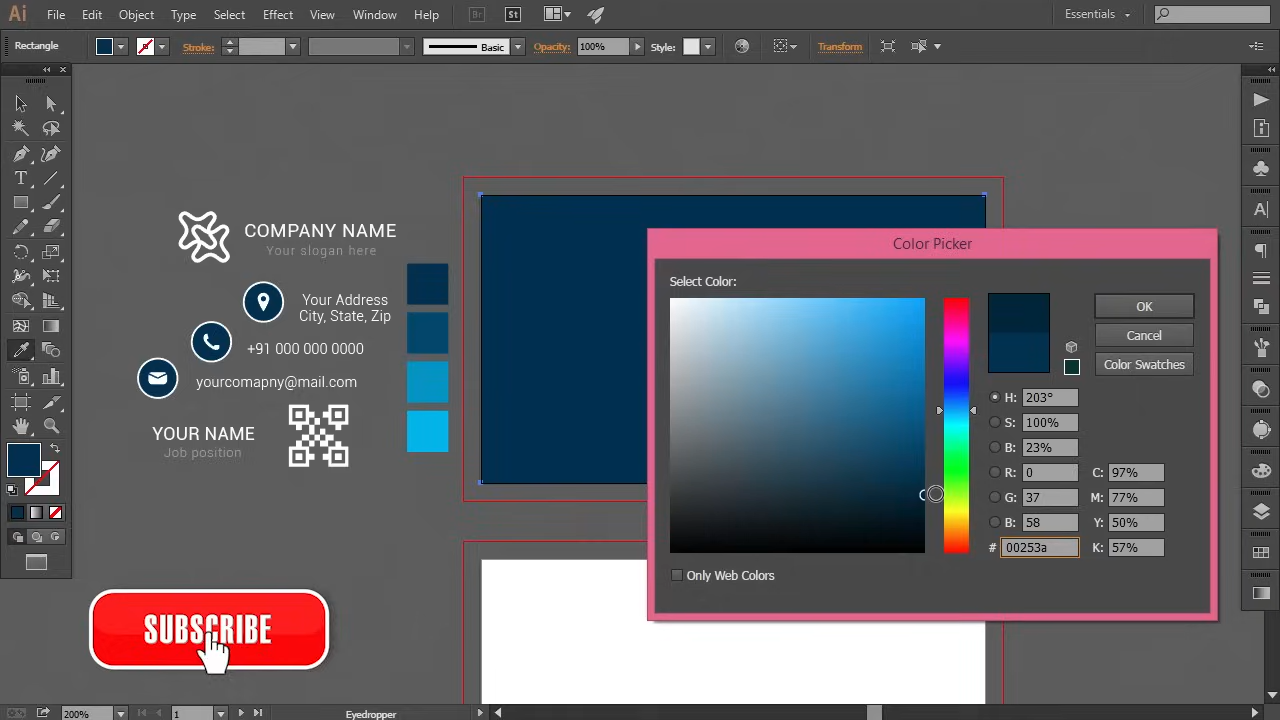 Ai File Edit Object Type Select Effect View Window Help Br St Essentials
Rectangle Stroke: Basic Opacity: 100% Style: Transform
COMPANY NAME
Your slogan here
Your Address
City, State, Zip
+91 000 000 0000
yourcomapny@mail.com
YOUR NAME
Job position
SUBSCRIBE
Color Picker
Select Color:
OK
Cancel
Color Swatches
H: 203°
S: 100%
B: 23%
R: 0 C: 97%
G: 37 M: 77%
B: 58 Y: 50%
# 00253a K: 57%
Only Web Colors
200% 1 Eyedropper